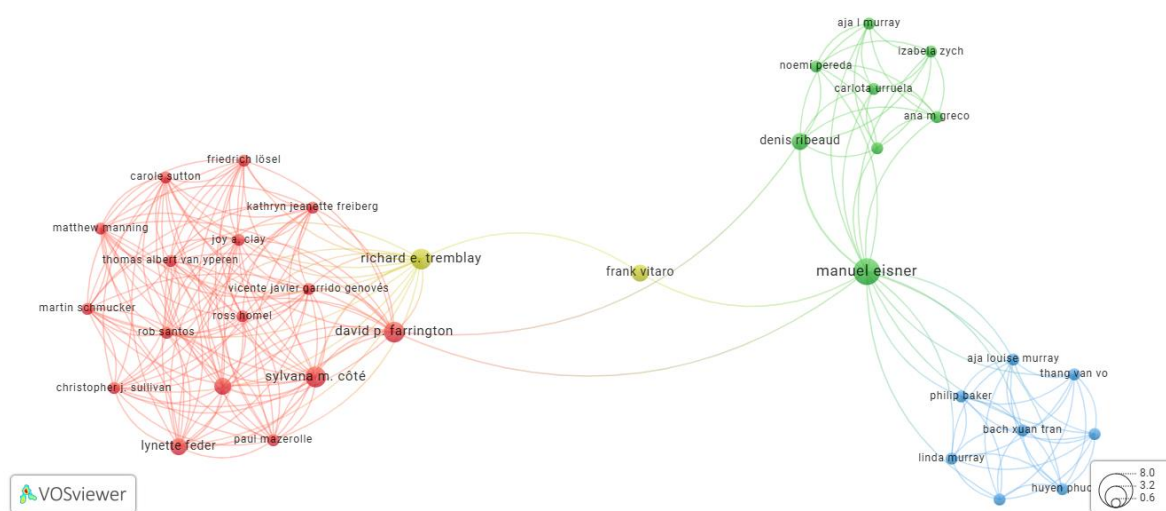 aja l murray
izabela zych
noemi pereda
carlota urruela
ana m greco
denis ribeaud
friedrich lösel
carole sutton
kathryn jeanette freiberg
matthew manning
joy a. clay
thomas albert van yperen
richard e. tremblay
frank vitaro
manuel eisner
vicente javier garrido genovés
martin schmucker
ross homel
rob santos
david p. farrington
aja louise murray
thang van vo
philip baker
christopher j. sullivan
sylvana m. côté
bach xuan tran
paul mazerolle
lynette feder
linda murray
huyen phuc
VOSviewer
8.0
3.2
0.6